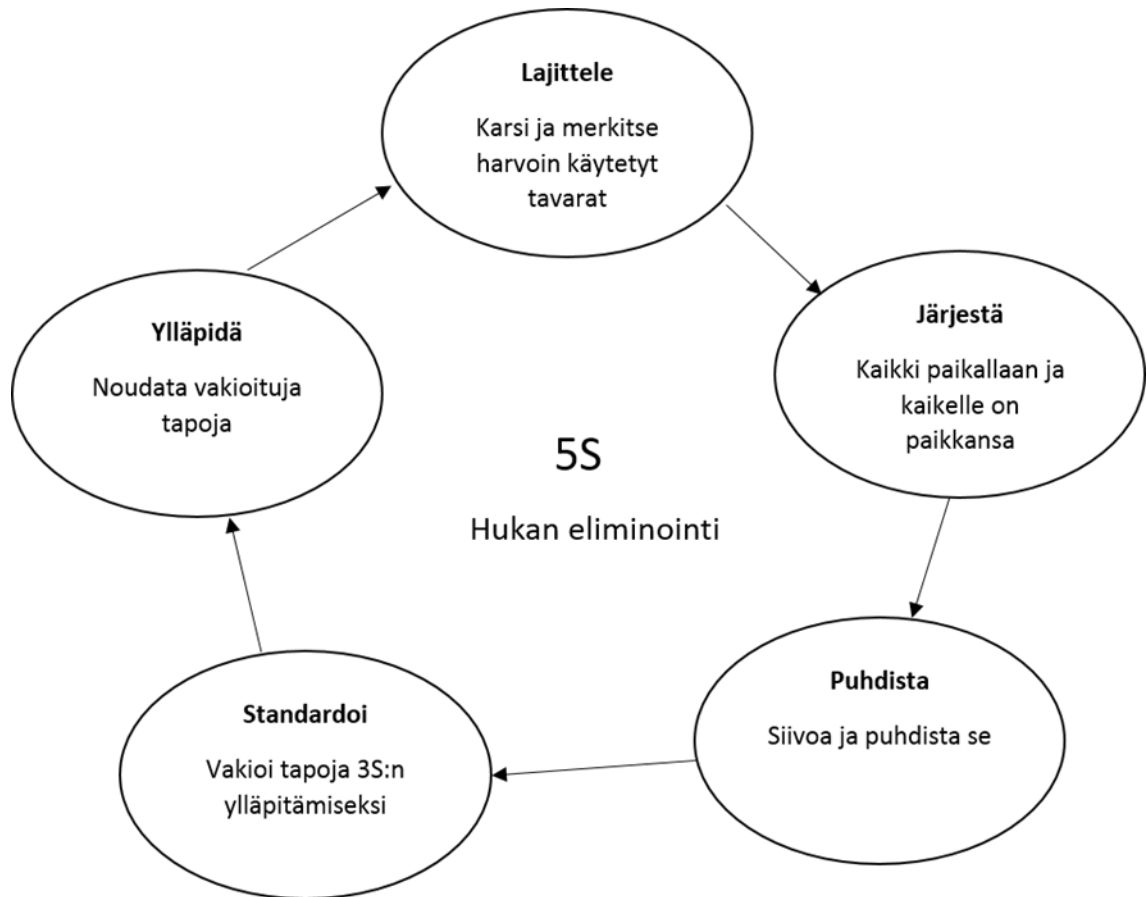 Lajittele
Karsi ja merkitse
harvoin käytetyt
tavarat
Järjestä
Kaikki paikallaan ja
kaikelle on
paikkansa
Puhdista
Siivoa ja puhdista se
Standardoi
Vakioi tapoja 3S:n
ylläpitämiseksi
Ylläpidä
Noudata vakioituja
tapoja
5S
Hukan eliminointi